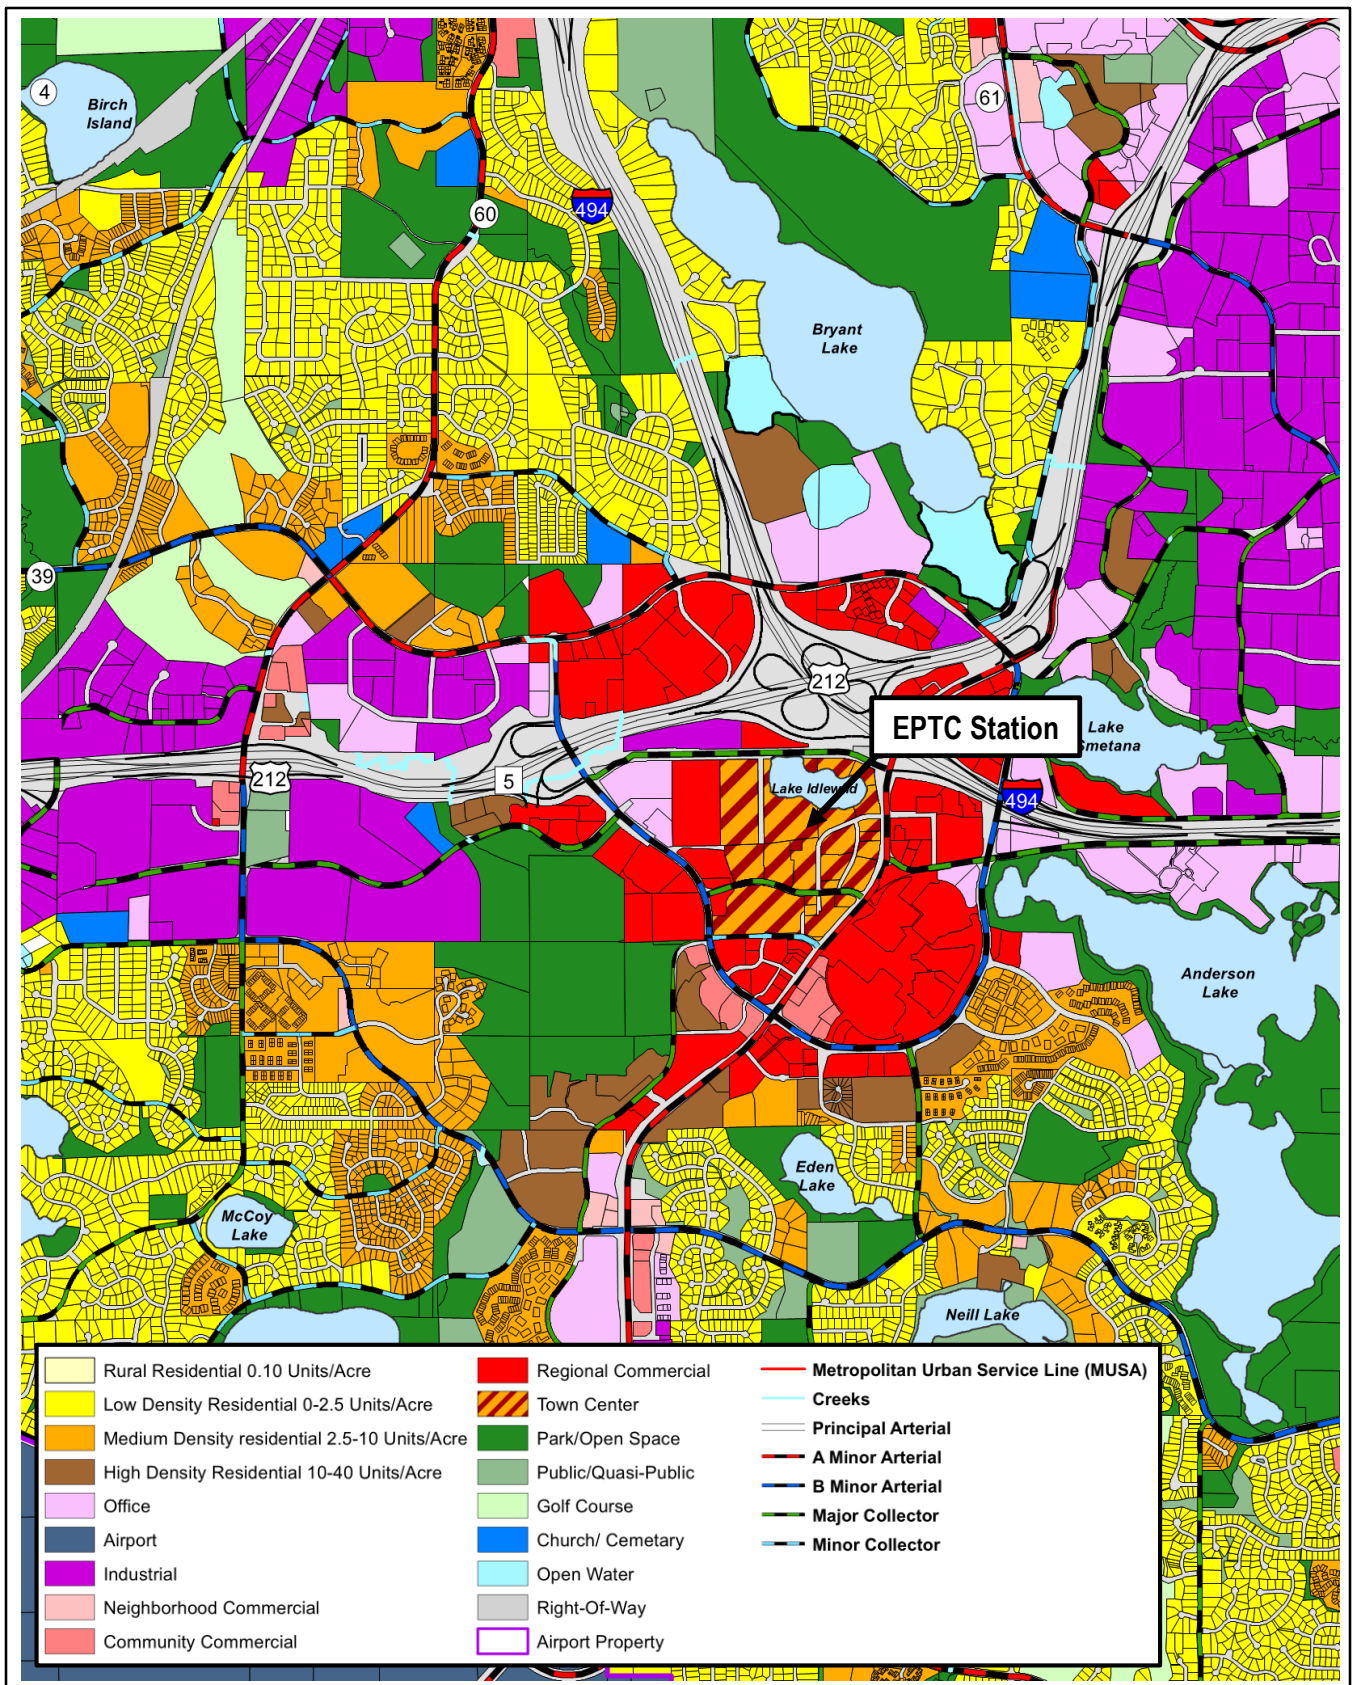 4
Birch
Island
61
60
494
Bryant
Lake
39
212
EPTC Station
Lake
Smetana
212
5
Lake Idlewild
494
Anderson
Lake
Eden
Lake
McCoy
Lake
Neill Lake
Rural Residential 0.10 Units/Acre
Low Density Residential 0-2.5 Units/Acre
Medium Density residential 2.5-10 Units/Acre
High Density Residential 10-40 Units/Acre
Office
Airport
Industrial
Neighborhood Commercial
Community Commercial
Regional Commercial
Town Center
Park/Open Space
Public/Quasi-Public
Golf Course
Church/ Cemetary
Open Water
Right-Of-Way
Airport Property
Metropolitan Urban Service Line (MUSA)
Creeks
Principal Arterial
A Minor Arterial
B Minor Arterial
Major Collector
Minor Collector